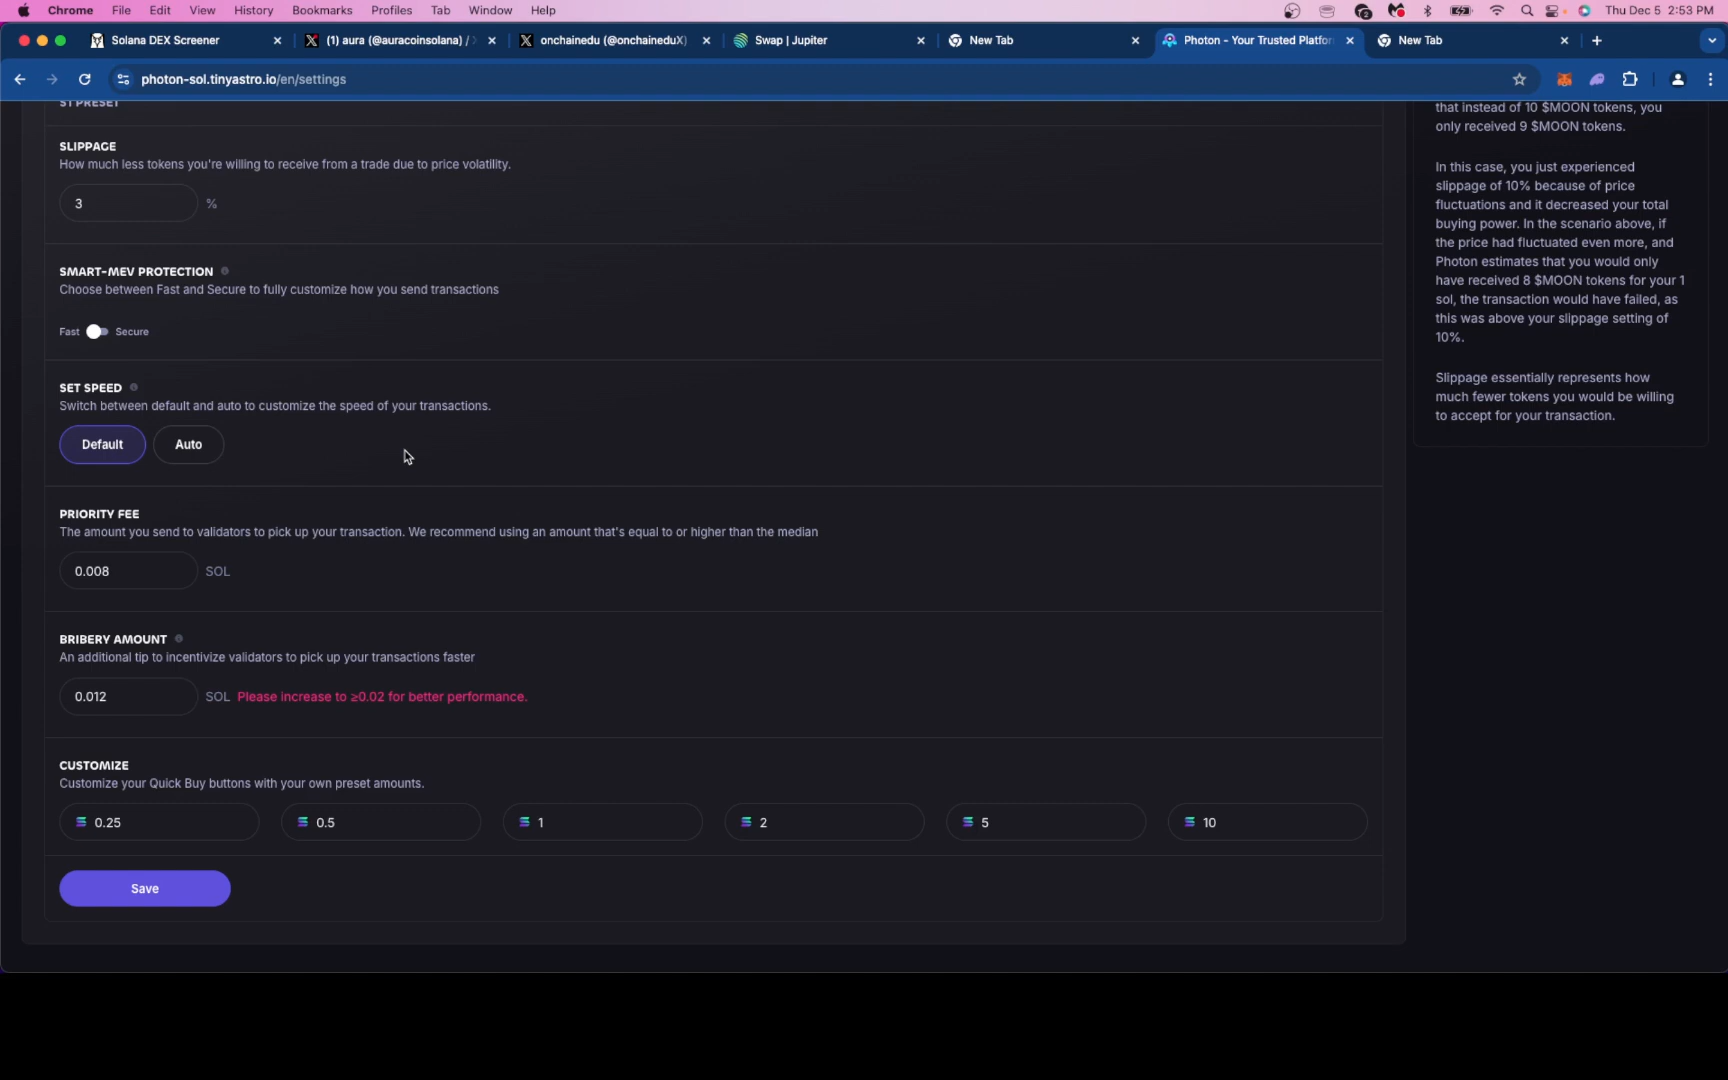 Chrome File Edit View History Bookmarks Profiles Tab Window Help Thu Dec 5 2:53 PM
Solana DEX Screener (1) aura (@auracoinsolana) / onchainedu (@onchaineduX) Swap | Jupiter New Tab Photon - Your Trusted Platfor New Tab
photon-sol.tinyastro.io/en/settings
S1 PRESET
SLIPPAGE
How much less tokens you're willing to receive from a trade due to price volatility.
3 %
SMART-MEV PROTECTION
Choose between Fast and Secure to fully customize how you send transactions
Fast Secure
SET SPEED
Switch between default and auto to customize the speed of your transactions.
Default Auto
PRIORITY FEE
The amount you send to validators to pick up your transaction. We recommend using an amount that's equal to or higher than the median
0.008 SOL
BRIBERY AMOUNT
An additional tip to incentivize validators to pick up your transactions faster
0.012 SOL Please increase to ≥0.02 for better performance.
CUSTOMIZE
Customize your Quick Buy buttons with your own preset amounts.
0.25 0.5 1 2 5 10
Save
that instead of 10 $MOON tokens, you
only received 9 $MOON tokens.
In this case, you just experienced
slippage of 10% because of price
fluctuations and it decreased your total
buying power. In the scenario above, if
the price had fluctuated even more, and
Photon estimates that you would only
have received 8 $MOON tokens for your 1
sol, the transaction would have failed, as
this was above your slippage setting of
10%.
Slippage essentially represents how
much fewer tokens you would be willing
to accept for your transaction.